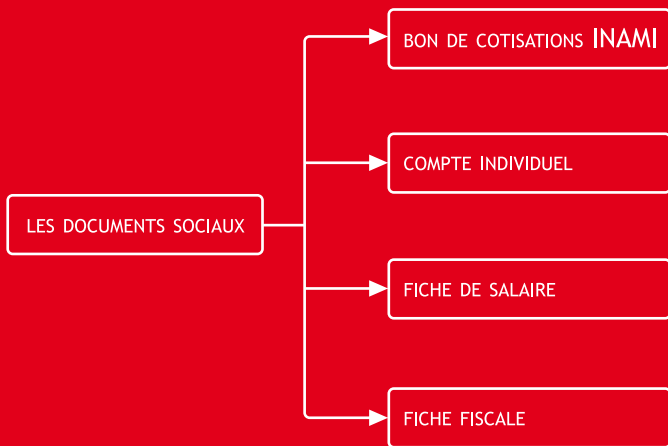 BON DE COTISATIONS INAMI
COMPTE INDIVIDUEL
LES DOCUMENTS SOCIAUX
FICHE DE SALAIRE
FICHE FISCALE